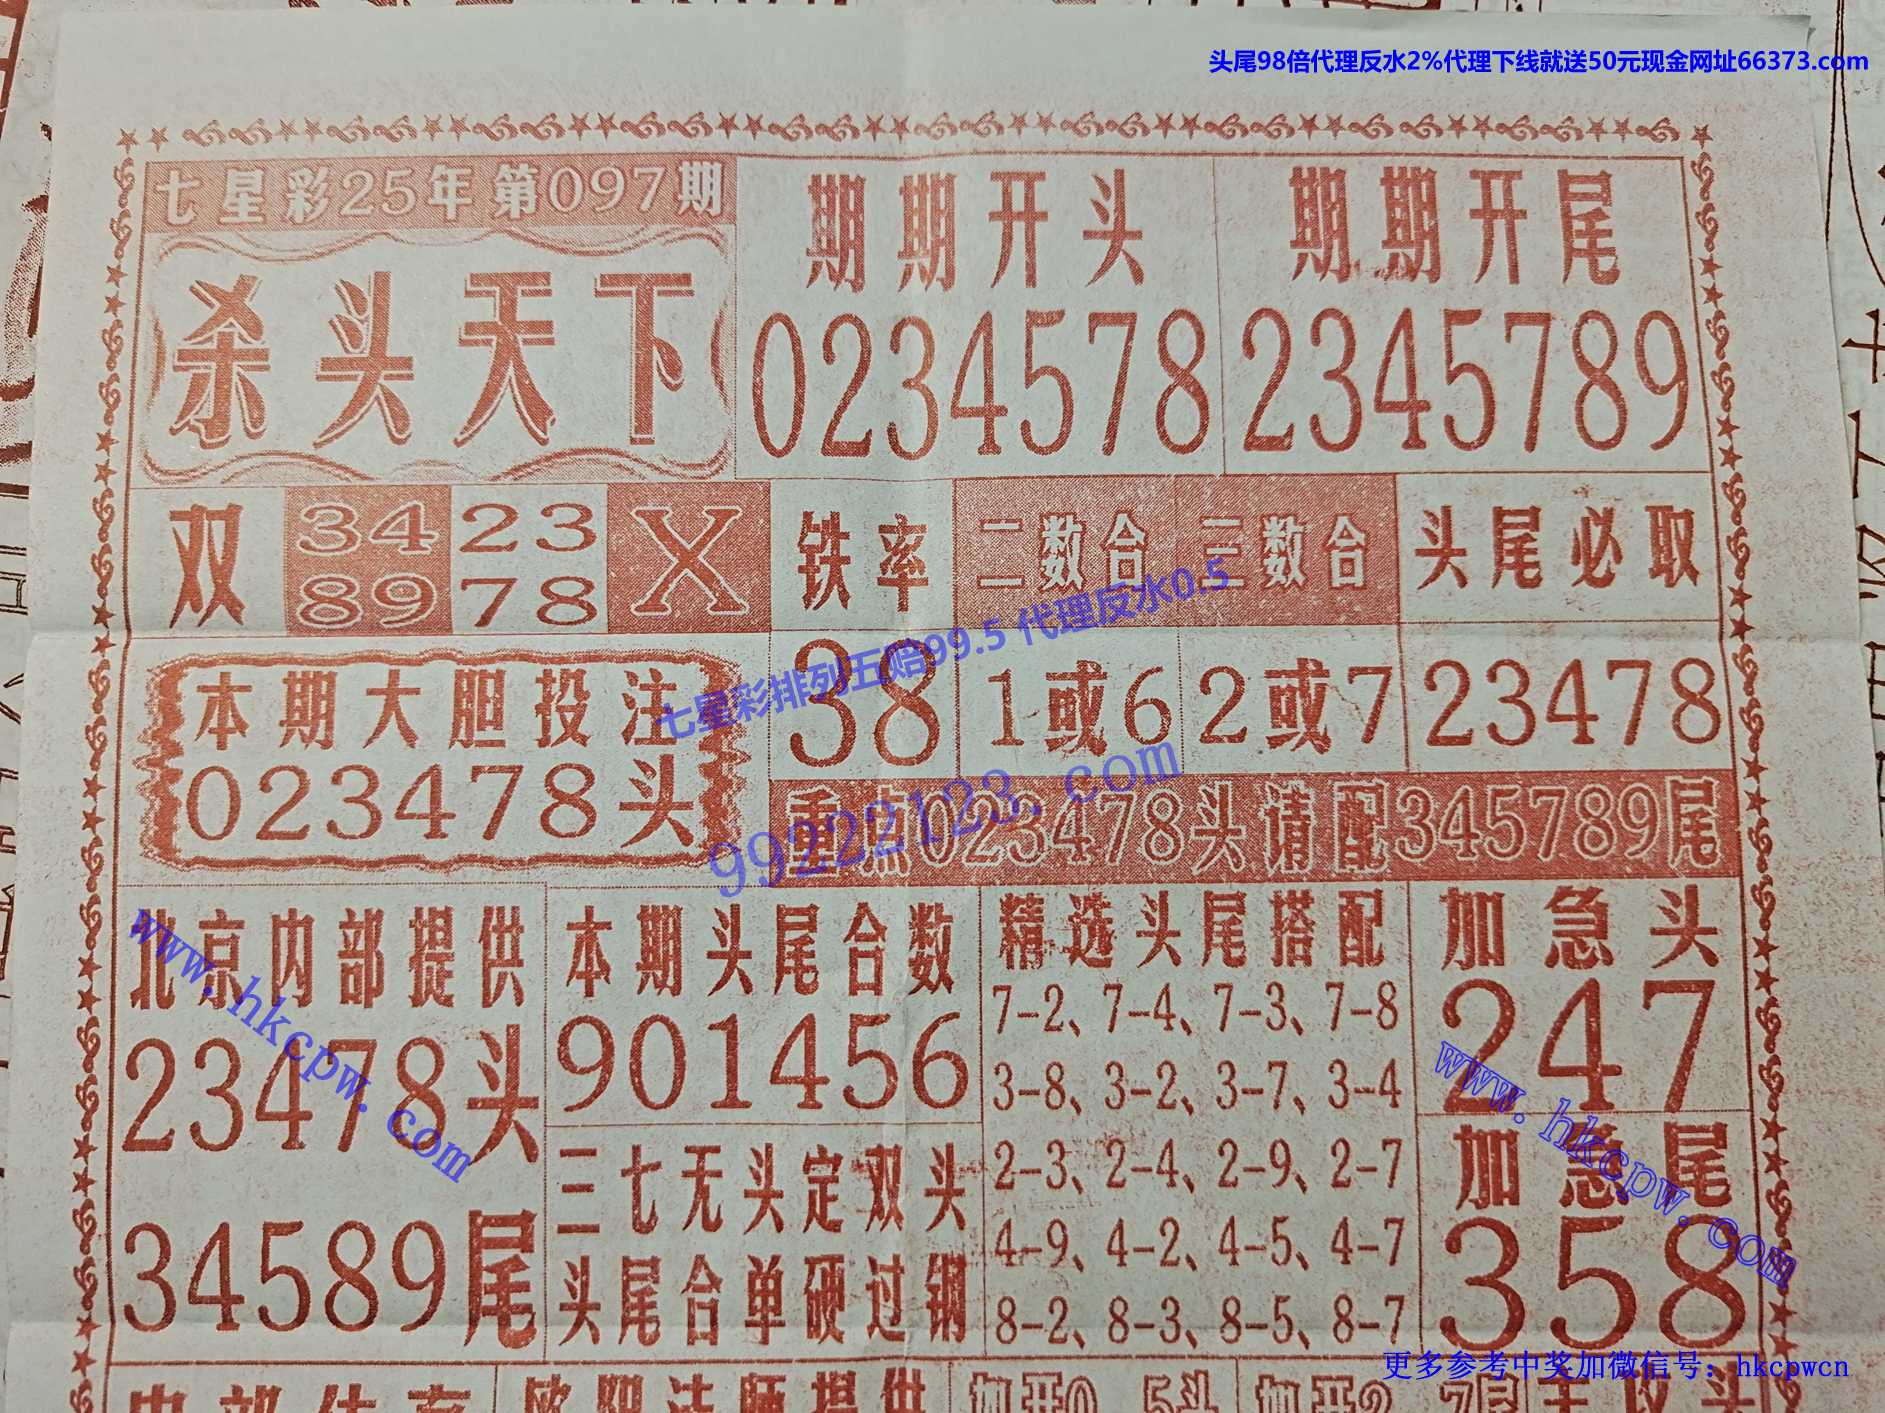 头尾98倍代理反水2%代理下线就送50元现金网址66373.com
七星彩25年第097期
杀头天下
期期开头
0234578
期期开尾
2345789
双
34
89
23
78
X
铁率
38
二数合
1或6
三数合
2或7
头尾必取
23478
本期大胆投注
023478头
重点023478头请配345789尾
七星彩排列五赔99.5 代理反水0.5
99222123.com
北京内部提供
23478头
34589尾
www.hkcpw.com
本期头尾合数
901456
三七无头定双头
头尾合单硬过钢
精选头尾搭配
7-2、7-4、7-3、7-8
3-8、3-2、3-7、3-4
2-3、2-4、2-9、2-7
4-9、4-2、4-5、4-7
8-2、8-3、8-5、8-7
加急头
247
加急尾
358
www.hkcpw.com
更多参考中奖加微信号：hkcpwcn